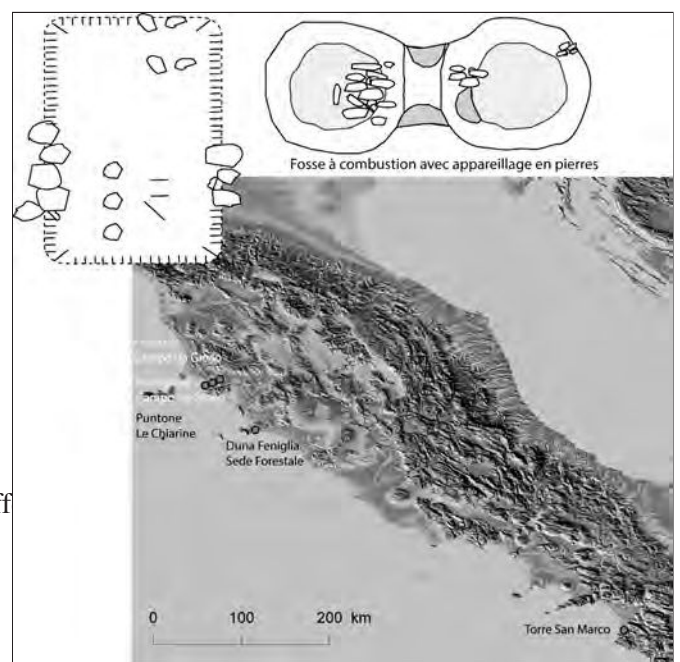 Fosse à combustion avec appareillage en pierres
Puntone
Le Chiarine
Duna Feniglia
Sede Forestale
ff
0 100 200 km
Torre San Marco